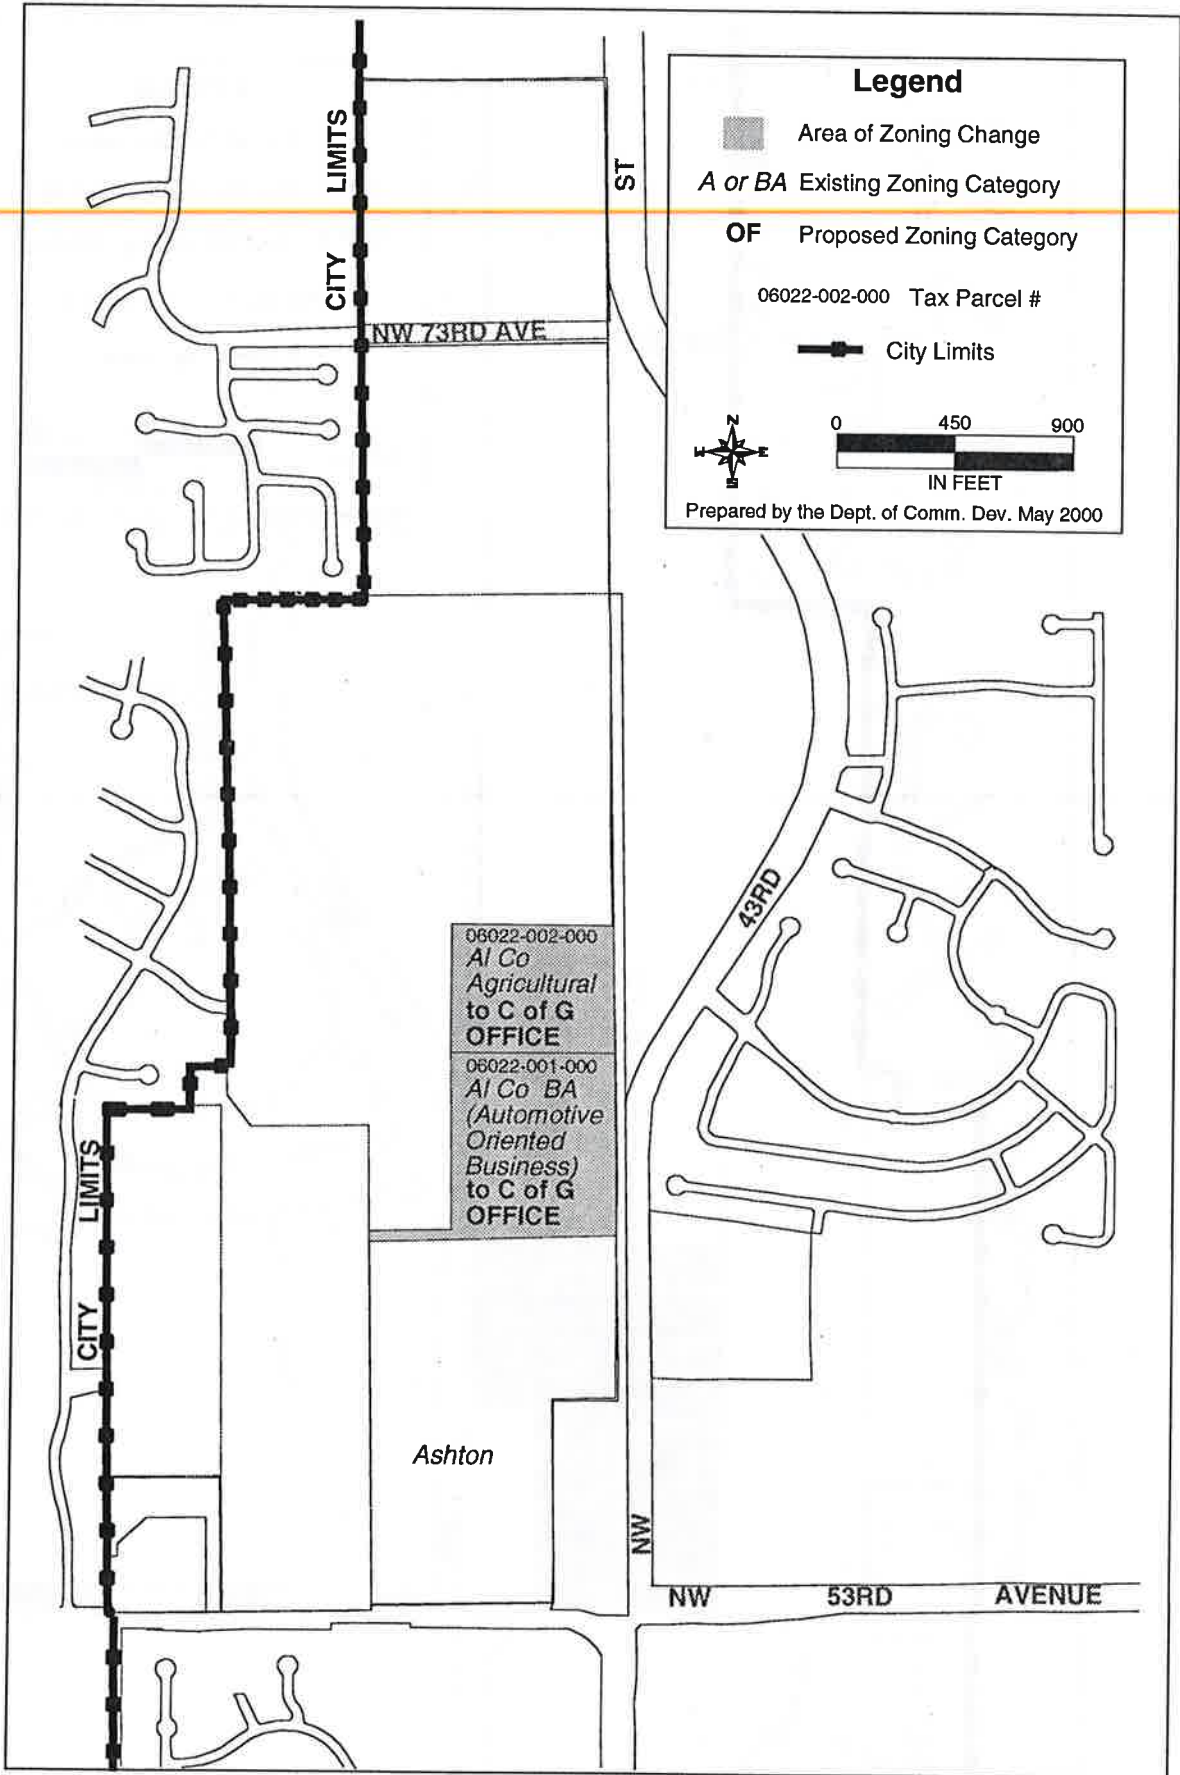 Legend
Area of Zoning Change
A or BA Existing Zoning Category
OF Proposed Zoning Category
06022-002-000 Tax Parcel #
City Limits
N
W E
S
0 450 900
IN FEET
Prepared by the Dept. of Comm. Dev. May 2000
CITY LIMITS
ST
NW 73RD AVE
43RD
06022-002-000
Al Co
Agricultural
to C of G
OFFICE
06022-001-000
Al Co BA
(Automotive
Oriented
Business)
to C of G
OFFICE
CITY LIMITS
Ashton
NW
NW 53RD AVENUE